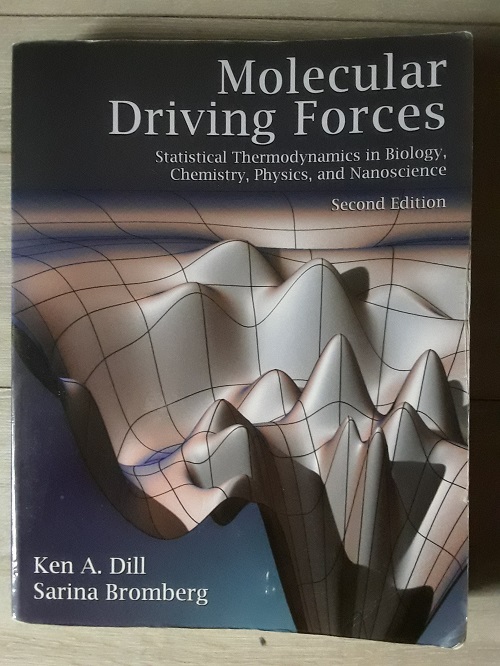 Molecular
Driving Forces
Statistical Thermodynamics in Biology,
Chemistry, Physics, and Nanoscience
Second Edition
Ken A. Dill
Sarina Bromberg